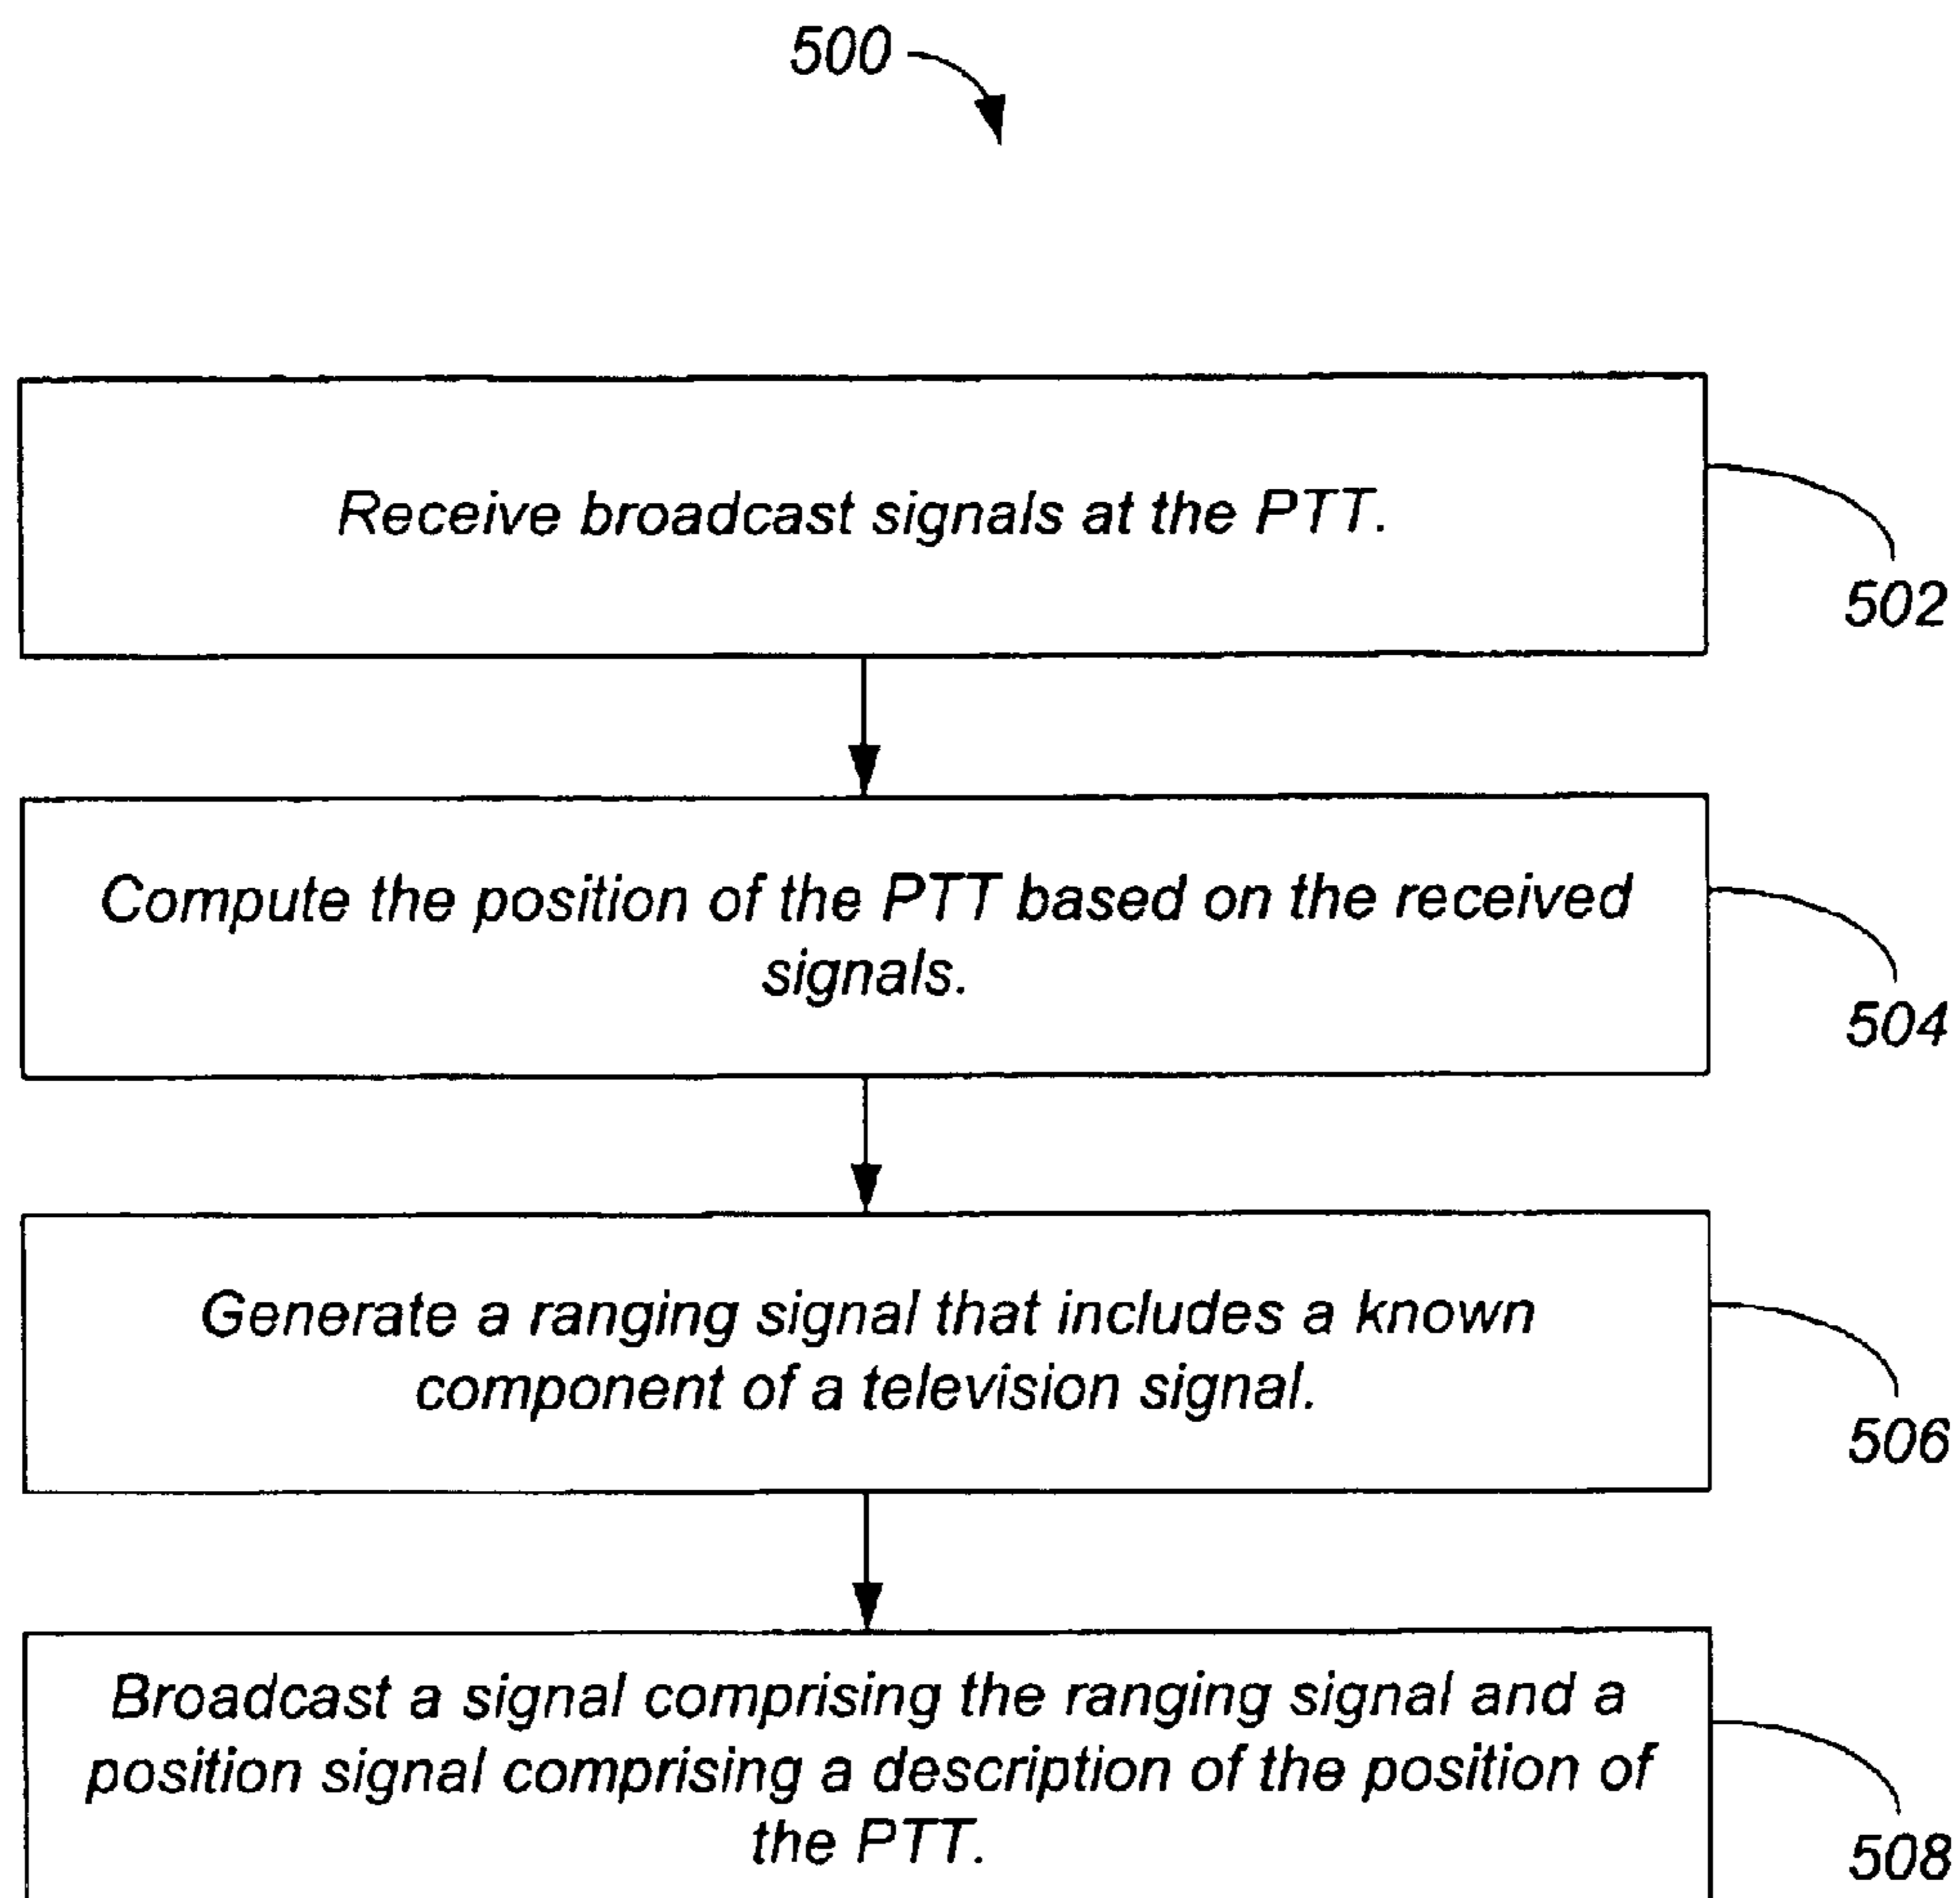 500
Receive broadcast signals at the PTT.
502
Compute the position of the PTT based on the received
signals.
504
Generate a ranging signal that includes a known
component of a television signal.
506
Broadcast a signal comprising the ranging signal and a
position signal comprising a description of the position of
the PTT.
508